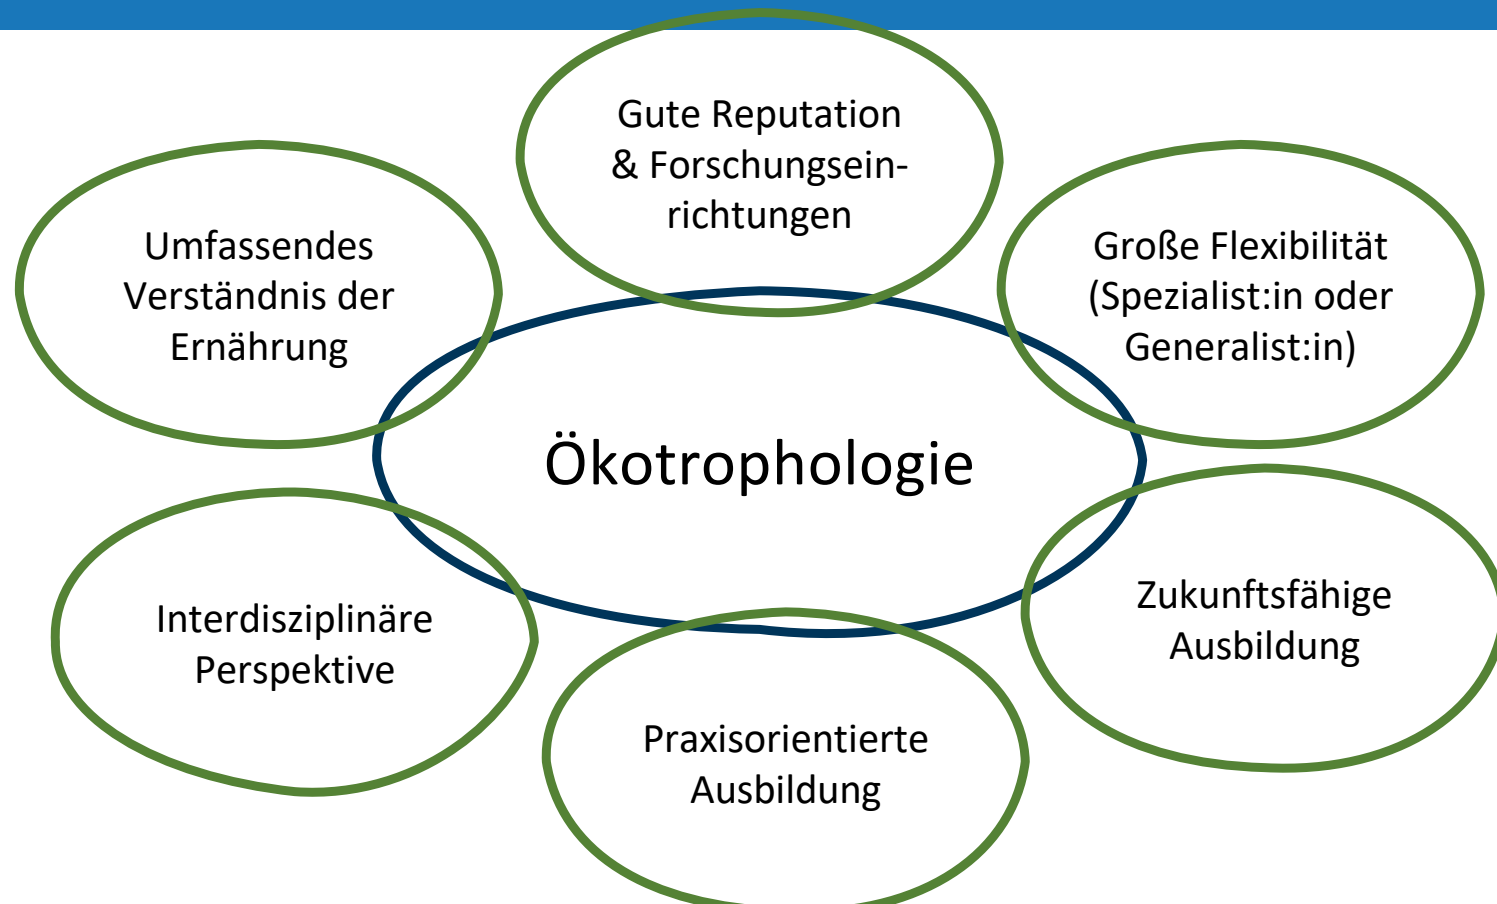 Gute Reputation
& Forschungsein-
richtungen
Umfassendes
Verständnis der
Ernährung
Große Flexibilität
(Spezialist:in oder
Generalist:in)
Ökotrophologie
Interdisziplinäre
Perspektive
Zukunftsfähige
Ausbildung
Praxisorientierte
Ausbildung